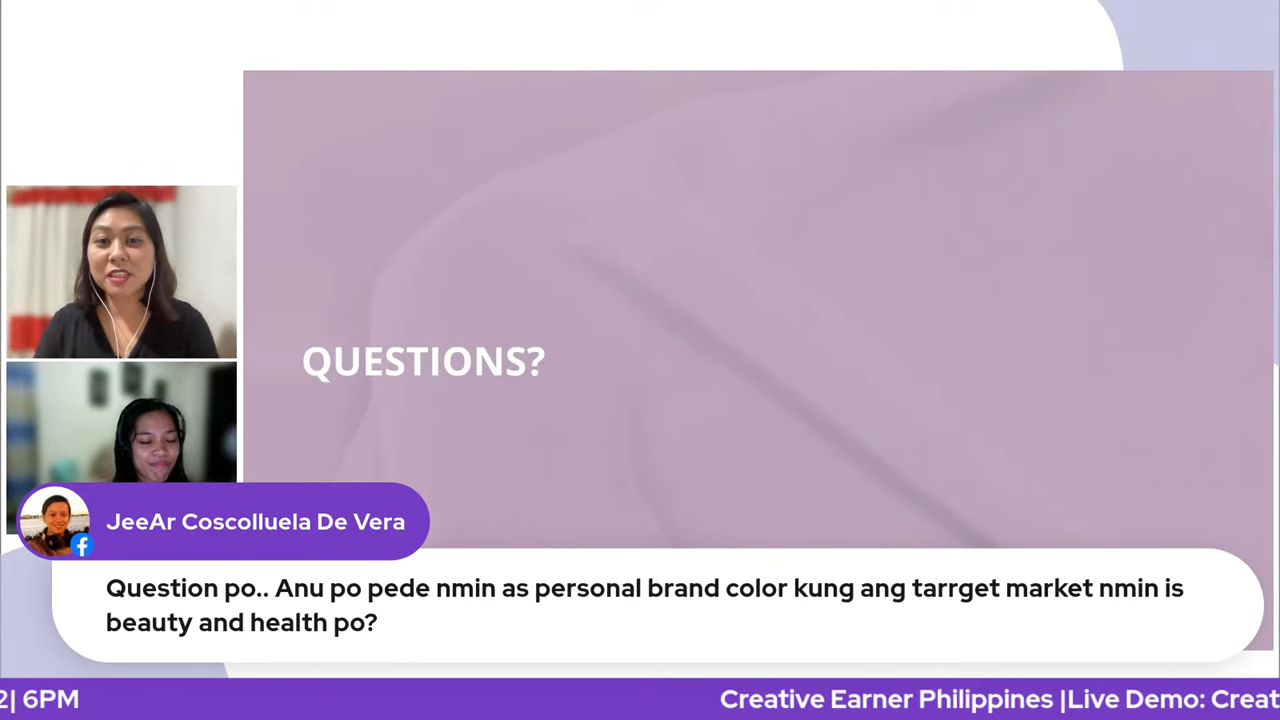 QUESTIONS?
JeeAr Coscolluela De Vera
Question po.. Anu po pede nmin as personal brand color kung ang tarrget market nmin is
beauty and health po?
2| 6PM
Creative Earner Philippines |Live Demo: Creat